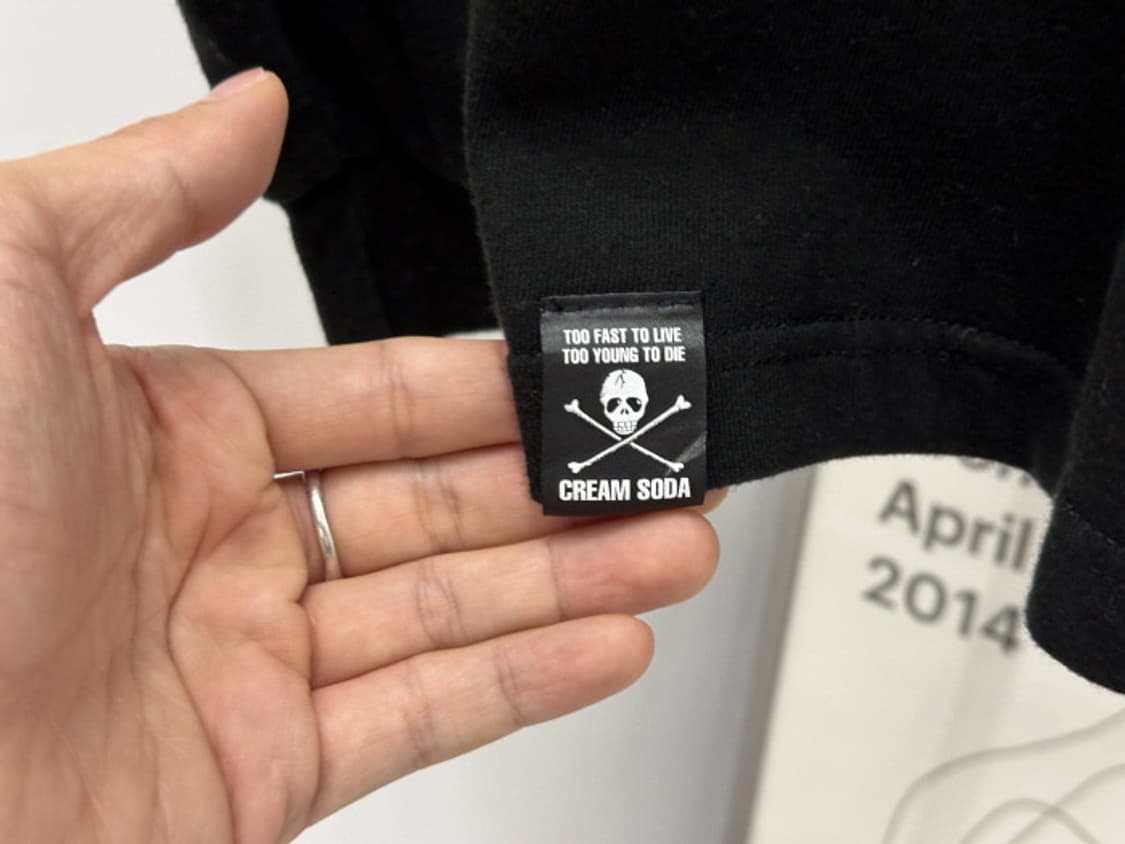 TOO FAST TO LIVE
TOO YOUNG TO DIE
CREAM SODA
April
2014